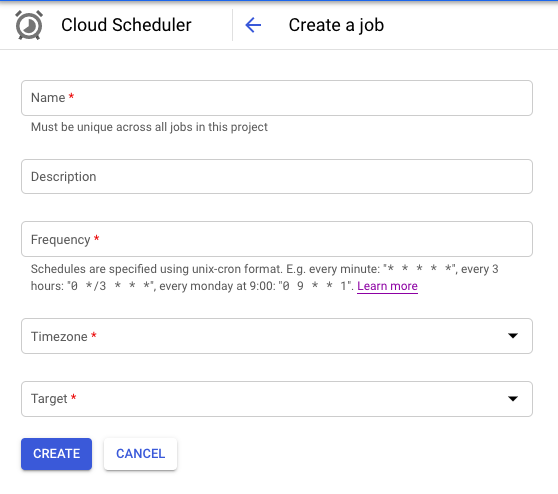 Cloud Scheduler
Create a job
Name *
Must be unique across all jobs in this project
Description
Frequency *
Schedules are specified using unix-cron format. E.g. every minute: "* * * * *", every 3
hours: "0 */3 * * *", every monday at 9:00: "0 9 * * 1". Learn more
Timezone *
Target *
CREATE
CANCEL